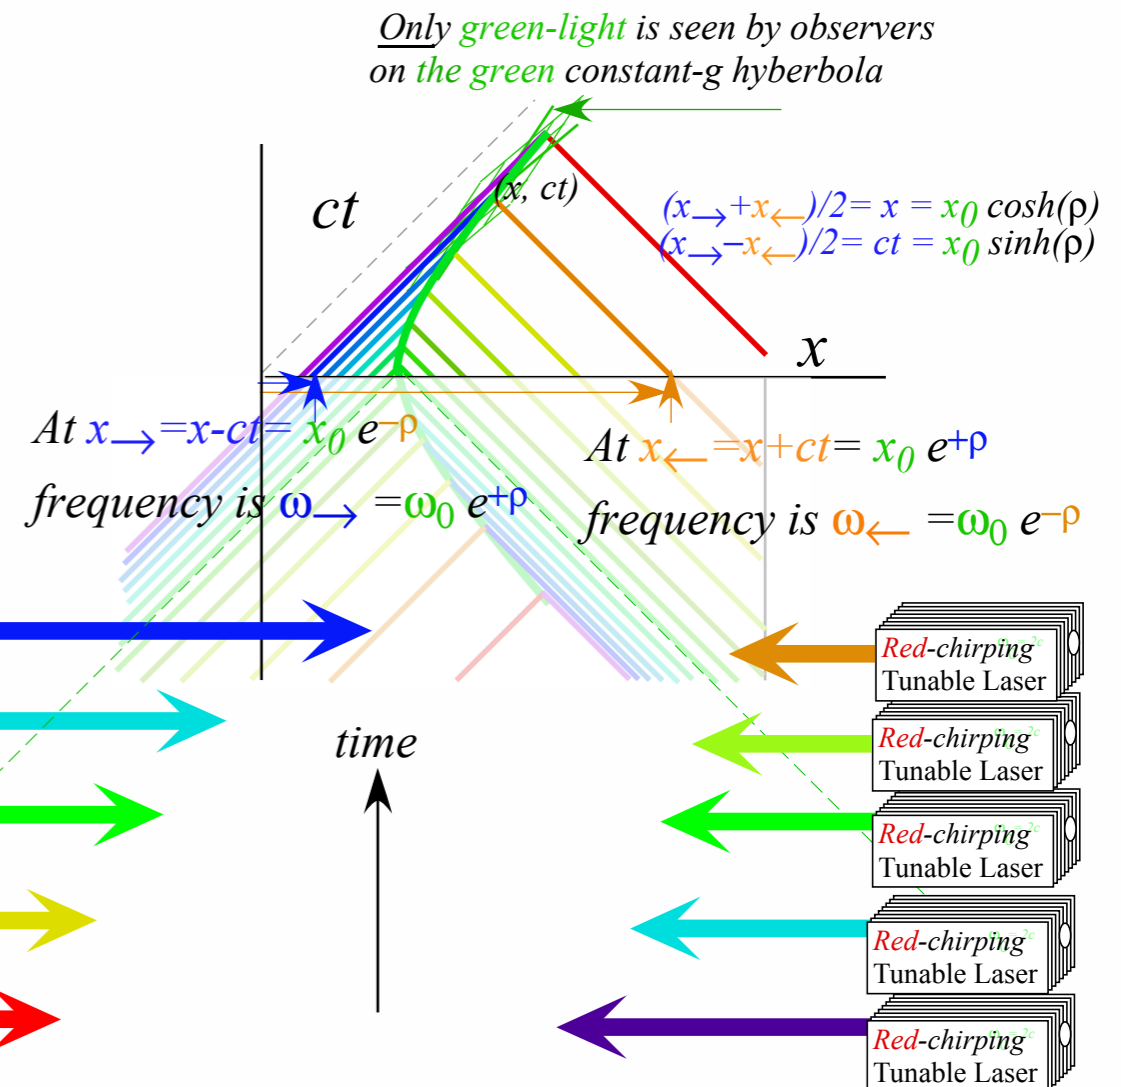 Only green-light is seen by observers
on the green constant-g hyberbola
ct
(x, ct)
(x→+x←)/2= x = x0 cosh(ρ)
(x→−x←)/2= ct = x0 sinh(ρ)
x
At x→=x-ct= x0 e−ρ
frequency is ω→ =ω0 e+ρ
At x←=x+ct= x0 e+ρ
frequency is ω← =ω0 e−ρ
time
Red-chirping
Tunable Laser
Red-chirping
Tunable Laser
Red-chirping
Tunable Laser
Red-chirping
Tunable Laser
Red-chirping
Tunable Laser